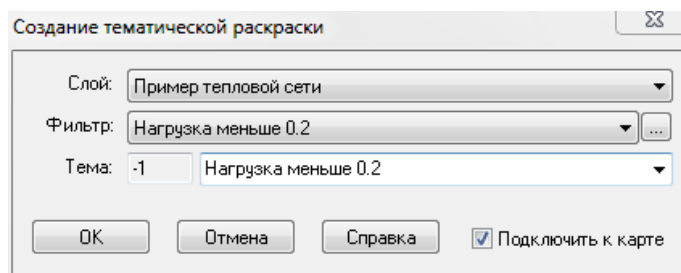 Создание тематической раскраски
Слой: Пример тепловой сети
Фильтр: Нагрузка меньше 0.2 ...
Тема: -1 Нагрузка меньше 0.2
OK Отмена Справка Подключить к карте